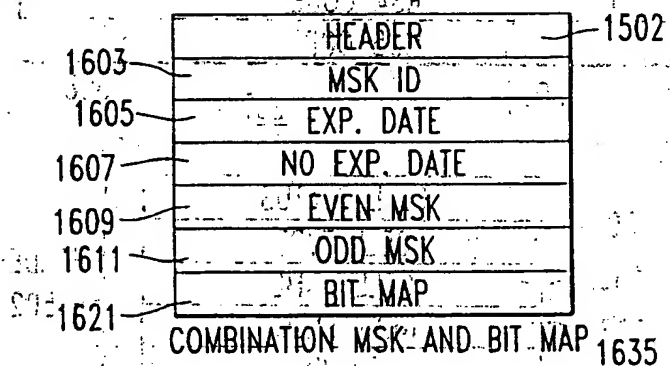 HEADER 1502
1603 MSK ID
1605 EXP. DATE
1607 NO EXP. DATE
1609 EVEN MSK
1611 ODD MSK
1621 BIT MAP
COMBINATION MSK AND BIT MAP 1635